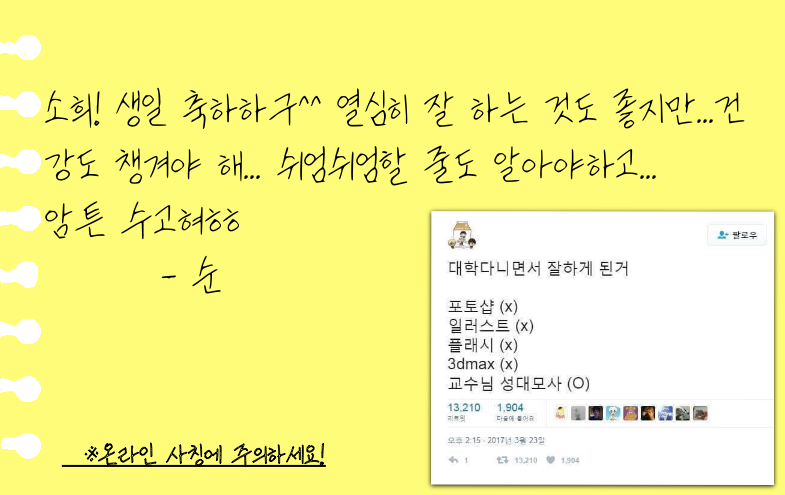 소희! 생일 축하하구^^ 열심히 잘 하는 것도 좋지만...건
강도 챙겨야 해... 쉬엄쉬엄할 줄도 알아야하고...
암튼 수고혀ㅎㅎ
- 순
팔로우
대학다니면서 잘하게 된거
포토샵 (x)
일러스트 (x)
플래시 (x)
3dmax (x)
교수님 성대모사 (O)
13,210 1,904
리트윗 마음에 들어요
오후 2:15 - 2017년 3월 23일
1 13,210 1,904
※온라인 사칭에 주의하세요!